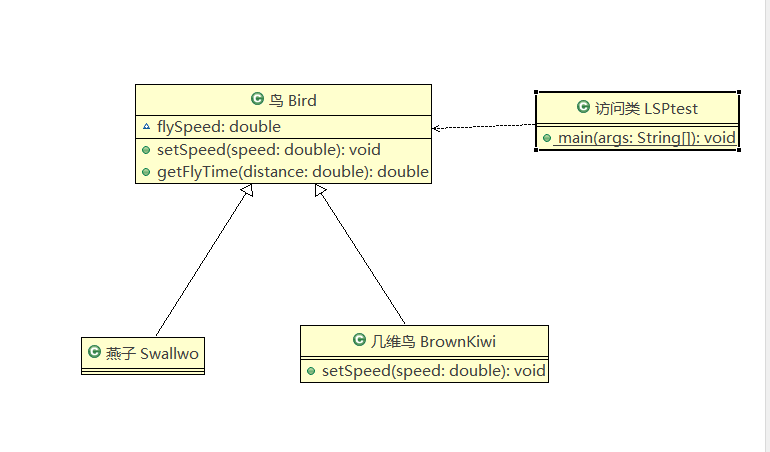 鸟 Bird
flySpeed: double
setSpeed(speed: double): void
getFlyTime(distance: double): double
访问类 LSPtest
main(args: String[]): void
燕子 Swallwo
几维鸟 BrownKiwi
setSpeed(speed: double): void